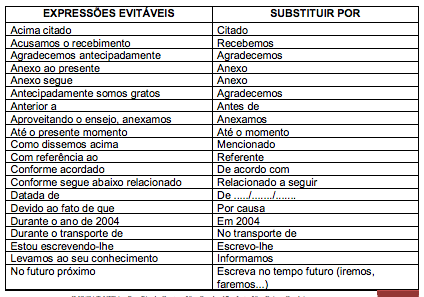 EXPRESSÕES EVITÁVEIS SUBSTITUIR POR
Acima citado Citado
Acusamos o recebimento Recebemos
Agradecemos antecipadamente Agradecemos
Anexo ao presente Anexo
Anexo segue Anexo
Antecipadamente somos gratos Agradecemos
Anterior a Antes de
Aproveitando o ensejo, anexamos Anexamos
Até o presente momento Até o momento
Como dissemos acima Mencionado
Com referência ao Referente
Conforme acordado De acordo com
Conforme segue abaixo relacionado Relacionado a seguir
Datada de De ...../......./.......
Devido ao fato de que Por causa
Durante o ano de 2004 Em 2004
Durante o transporte de No transporte de
Estou escrevendo-lhe Escrevo-lhe
Levamos ao seu conhecimento Informamos
No futuro próximo Escreva no tempo futuro (iremos,
faremos...)